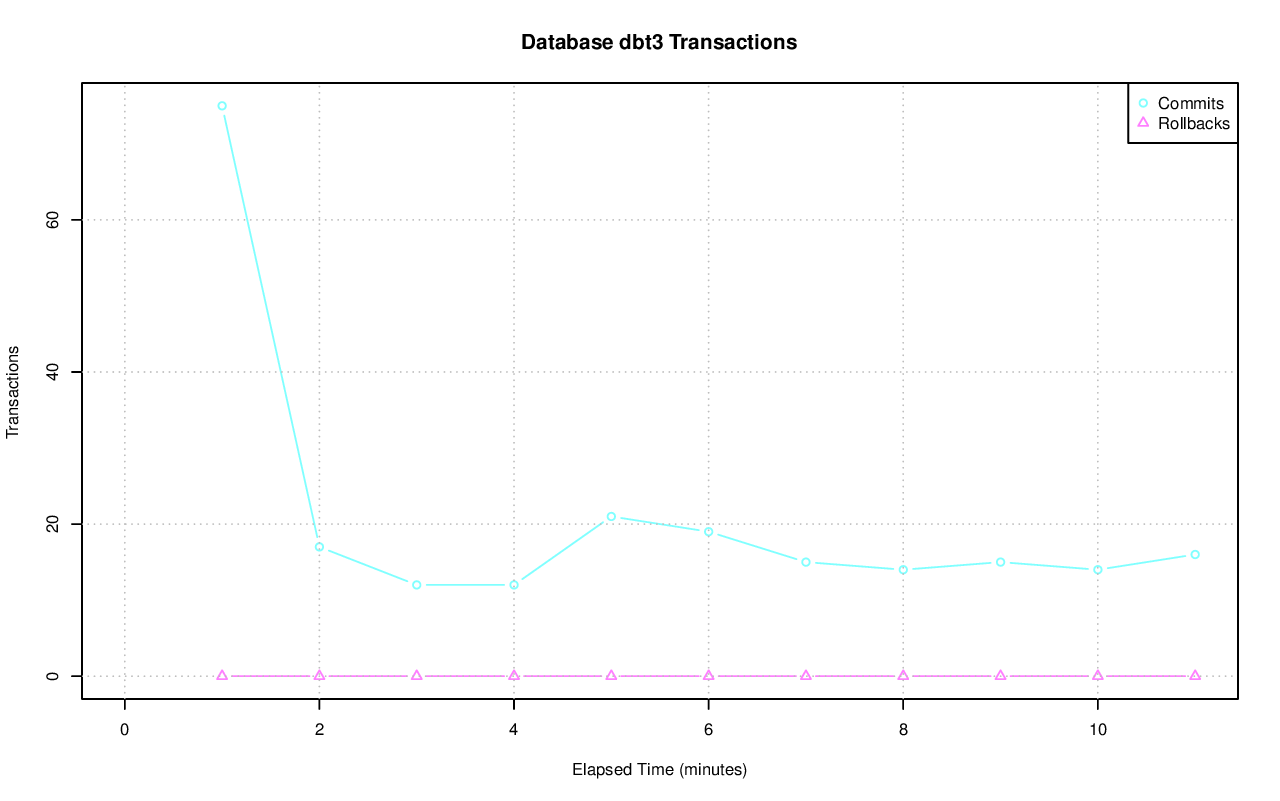 Database dbt3 Transactions
Commits
Rollbacks
Transactions
60
40
20
0
0 2 4 6 8 10
Elapsed Time (minutes)